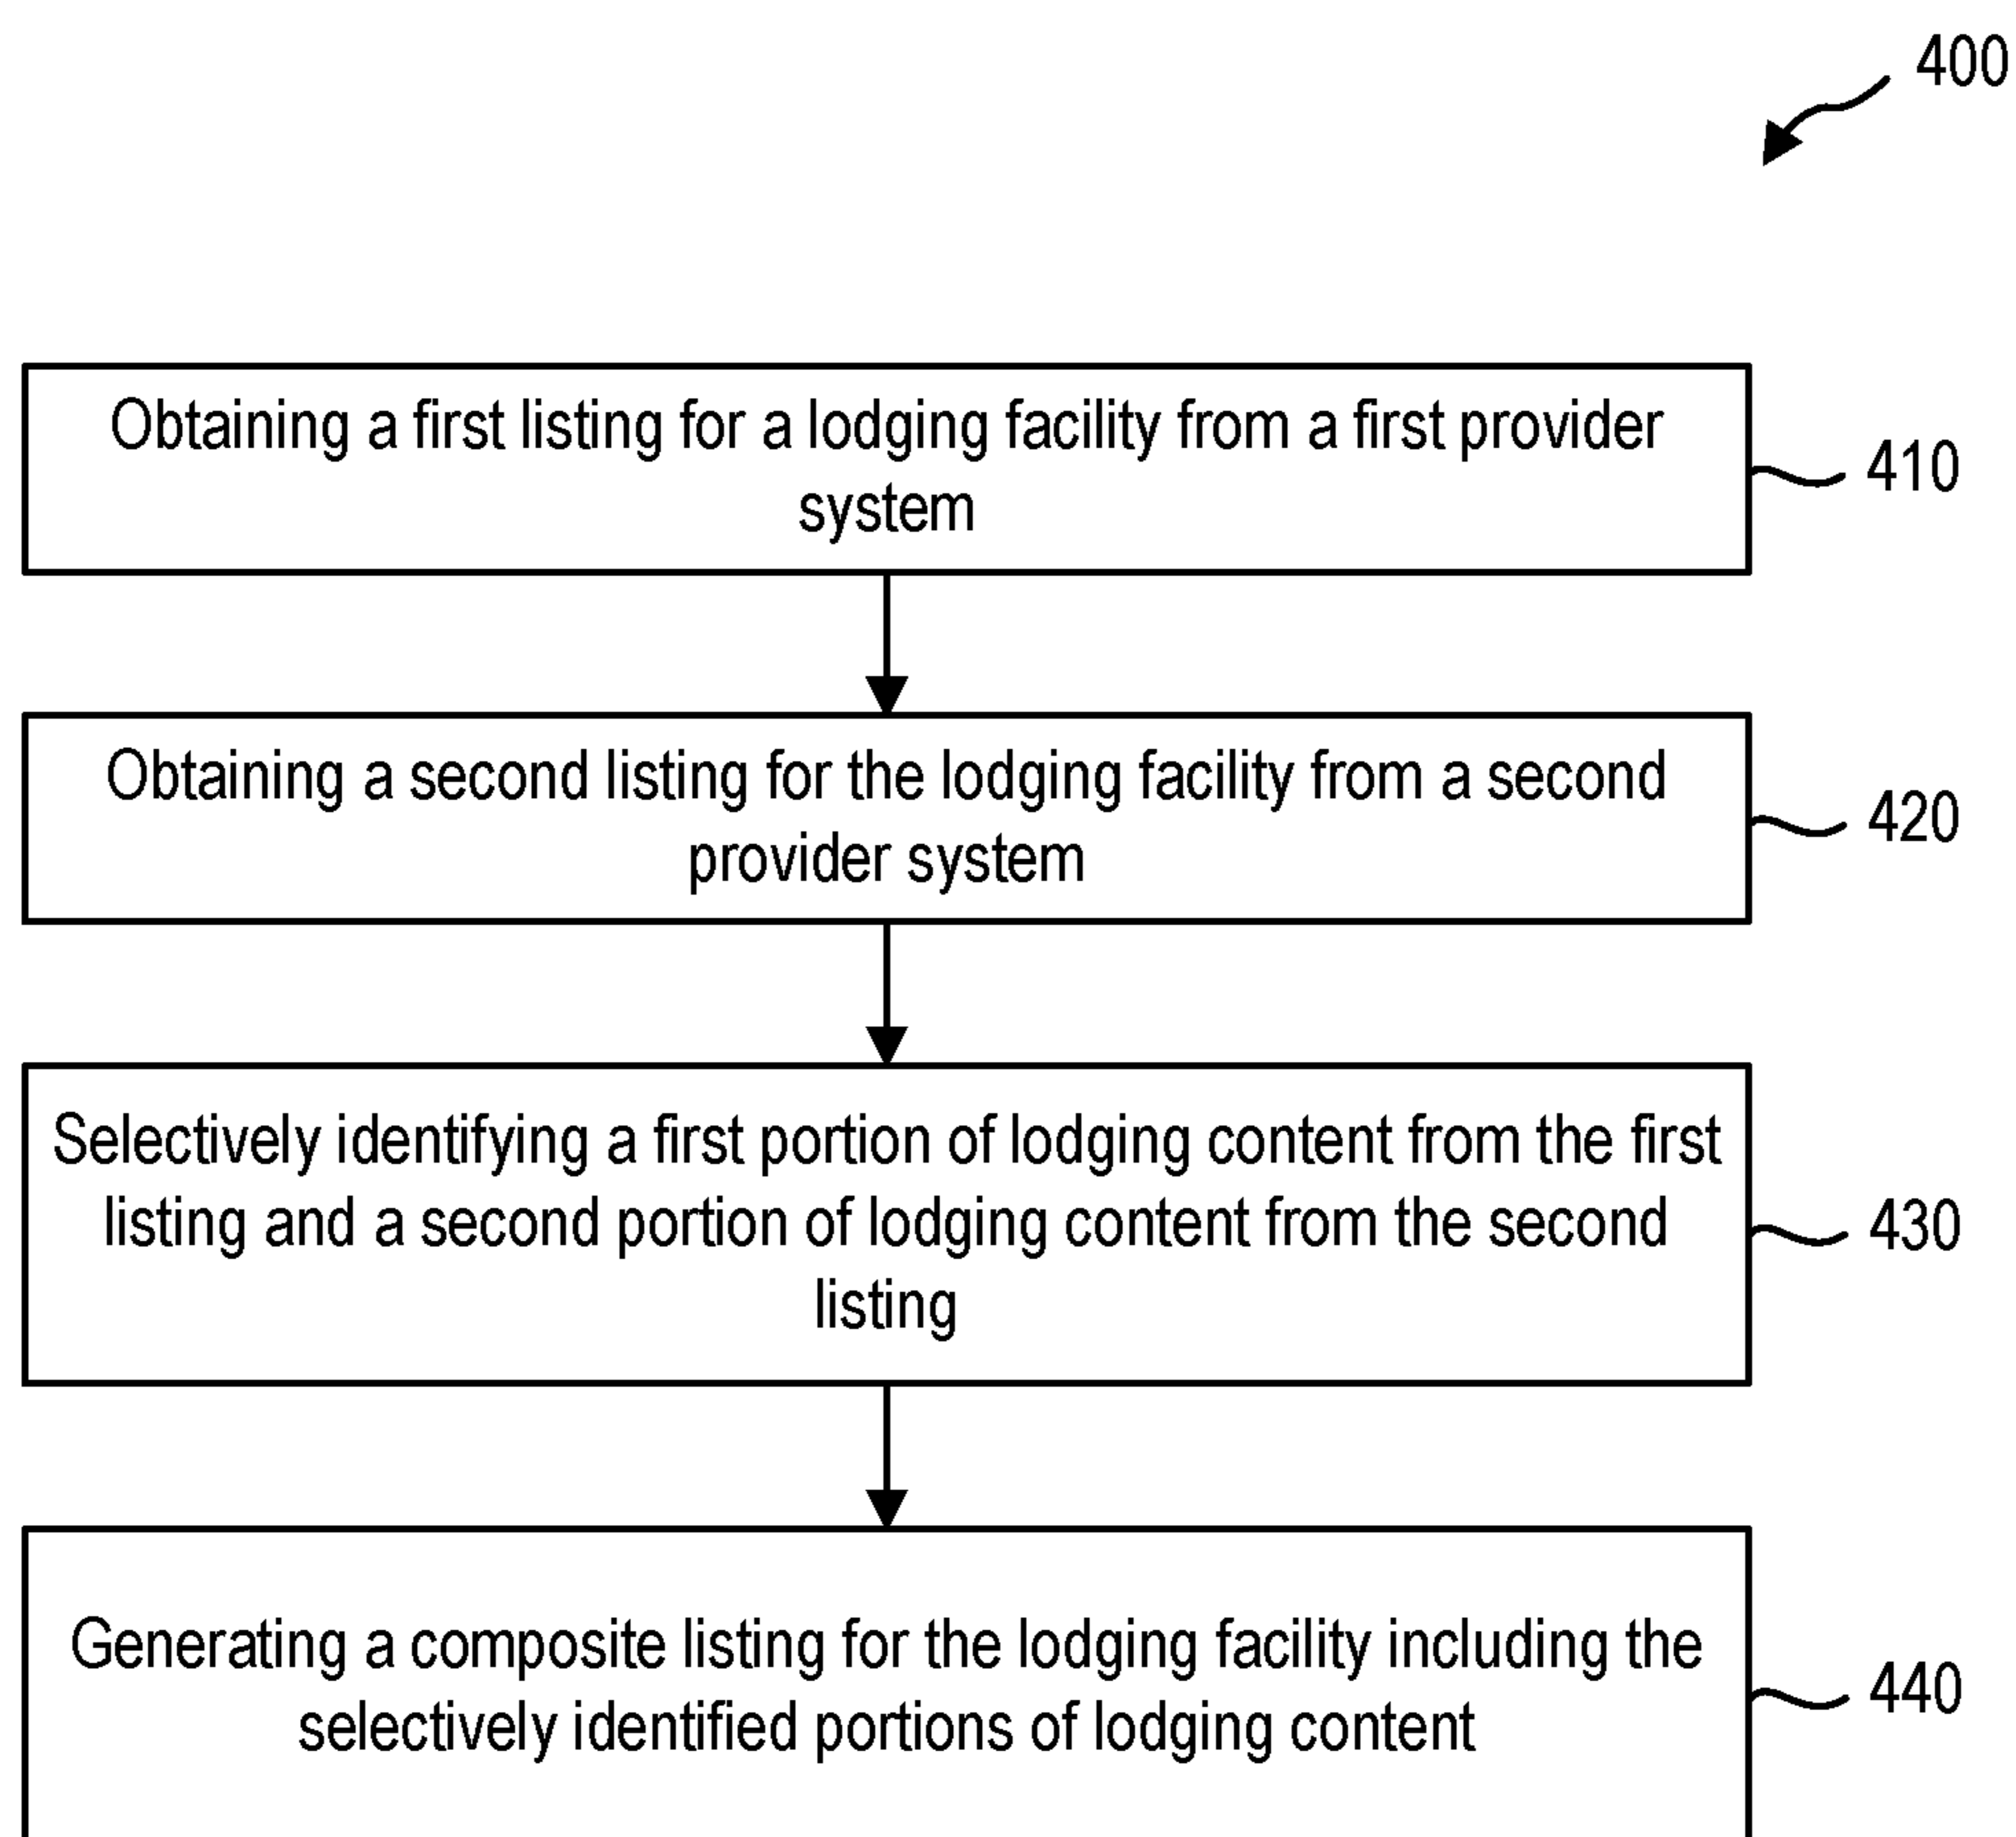 400
Obtaining a first listing for a lodging facility from a first provider
system
410
Obtaining a second listing for the lodging facility from a second
provider system
420
Selectively identifying a first portion of lodging content from the first
listing and a second portion of lodging content from the second
listing
430
Generating a composite listing for the lodging facility including the
selectively identified portions of lodging content
440